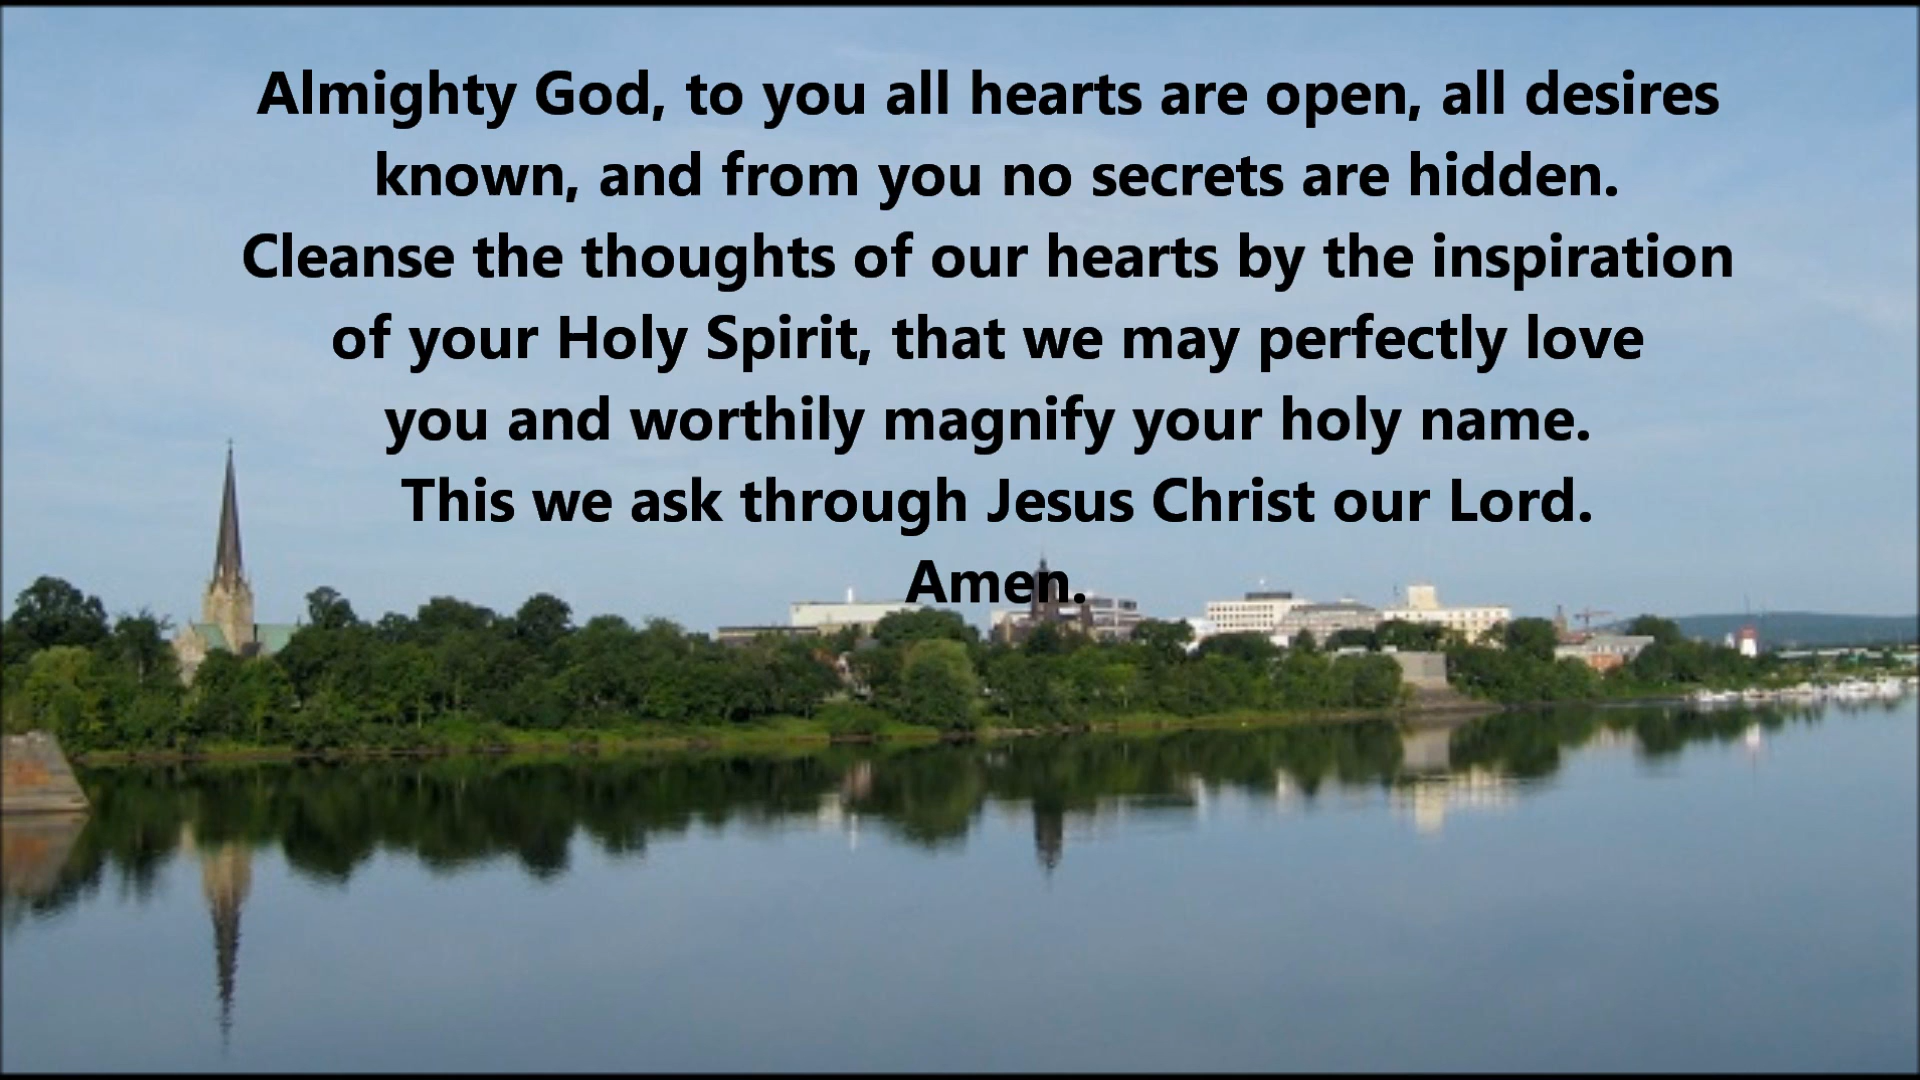 Almighty God, to you all hearts are open, all desires
known, and from you no secrets are hidden.
Cleanse the thoughts of our hearts by the inspiration
of your Holy Spirit, that we may perfectly love
you and worthily magnify your holy name.
This we ask through Jesus Christ our Lord.
Amen.